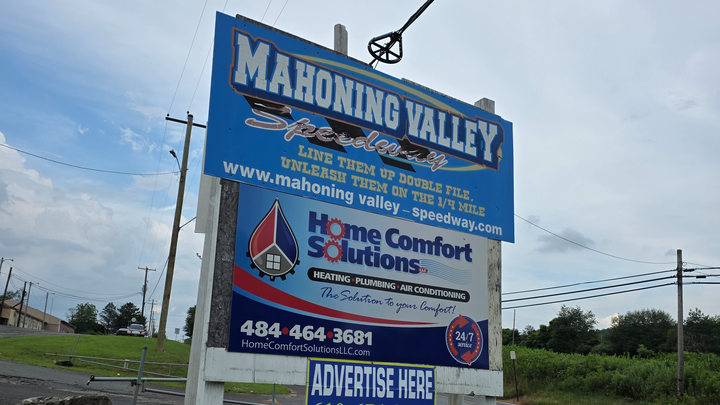 MAHONING VALLEY
Speedway
LINE THEM UP DOUBLE FILE,
UNLEASH THEM ON THE 1/4 MILE
www.mahoning valley-speedway.com
Home Comfort
Solutions LLC
HEATING • PLUMBING • AIR CONDITIONING
The Solution to your Comfort!
484•464•3681
HomeComfortSolutionsLLC.com
24/7
service
ADVERTISE HERE